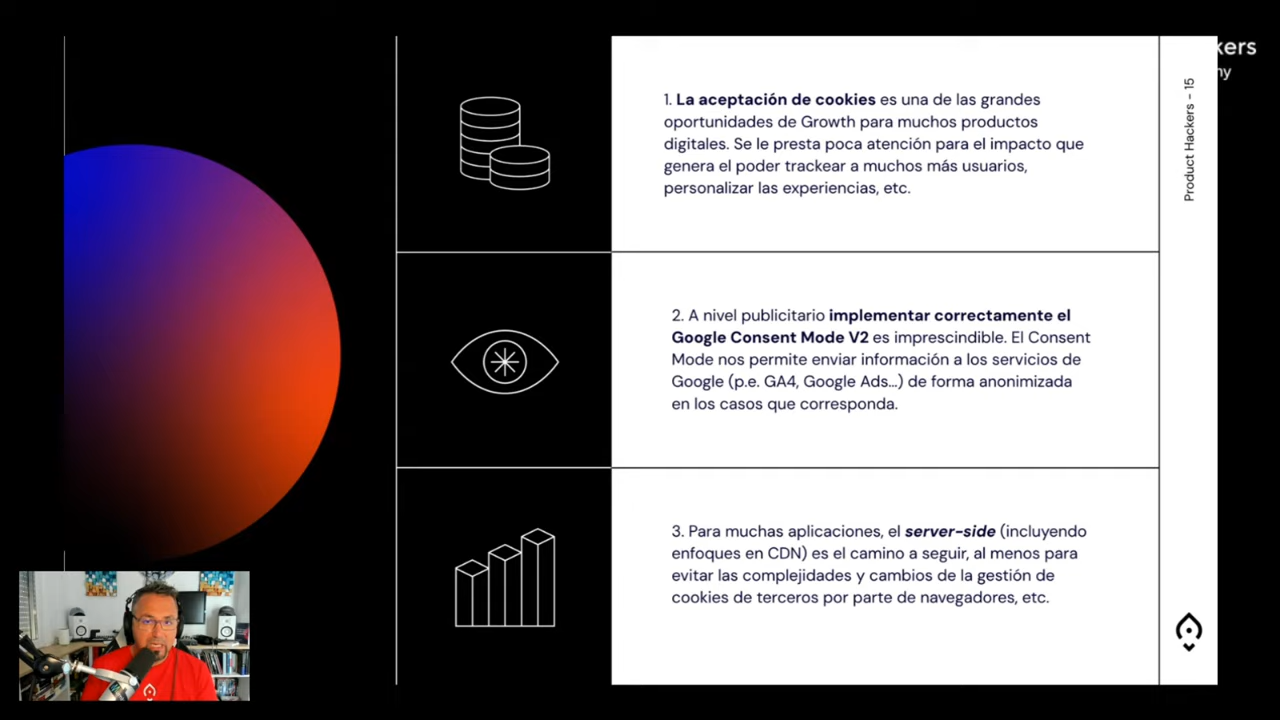 1. La aceptación de cookies es una de las grandes
oportunidades de Growth para muchos productos
digitales. Se le presta poca atención para el impacto que
genera el poder trackear a muchos más usuarios,
personalizar las experiencias, etc.
2. A nivel publicitario implementar correctamente el
Google Consent Mode V2 es imprescindible. El Consent
Mode nos permite enviar información a los servicios de
Google (p.e. GA4, Google Ads...) de forma anonimizada
en los casos que corresponda.
3. Para muchas aplicaciones, el server-side (incluyendo
enfoques en CDN) es el camino a seguir, al menos para
evitar las complejidades y cambios de la gestión de
cookies de terceros por parte de navegadores, etc.
Product Hackers - 15
kers
ny